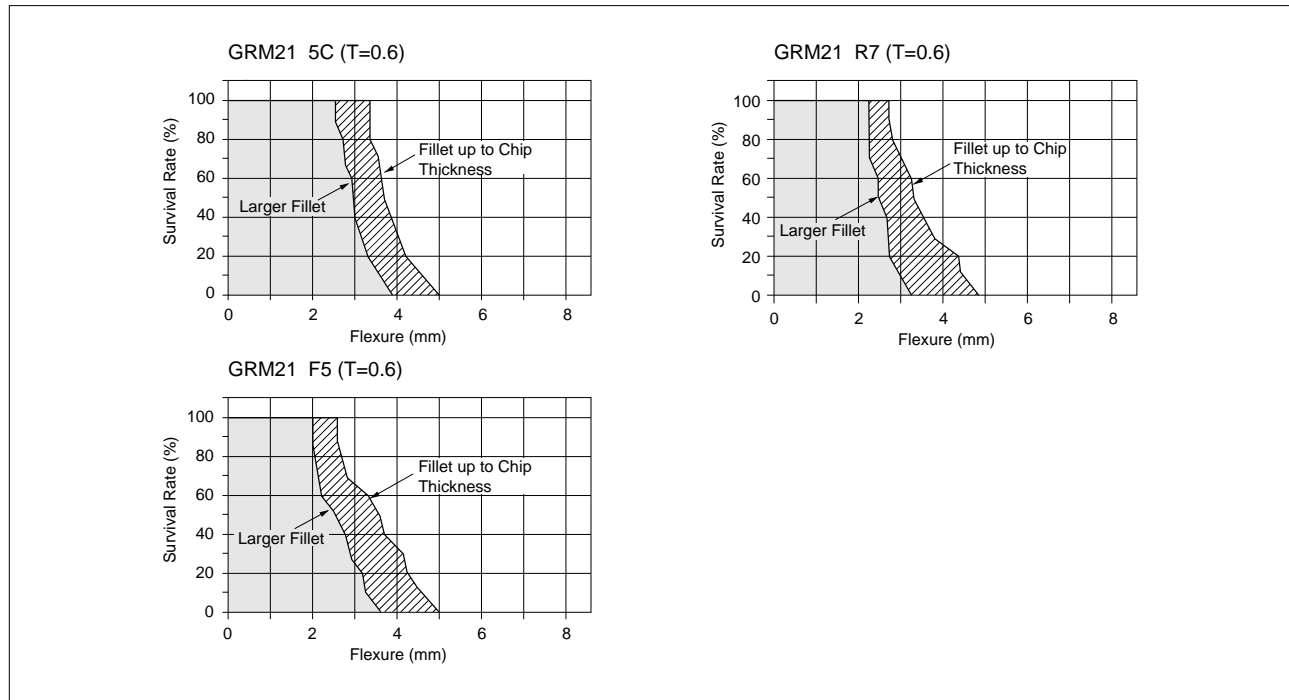 GRM21 5C (T=0.6)
Survival Rate (%)
100
80
60
40
20
0
Fillet up to Chip
Thickness
Larger Fillet
0 2 4 6 8
Flexure (mm)
GRM21 R7 (T=0.6)
Survival Rate (%)
100
80
60
40
20
0
Fillet up to Chip
Thickness
Larger Fillet
0 2 4 6 8
Flexure (mm)
GRM21 F5 (T=0.6)
Survival Rate (%)
100
80
60
40
20
0
Fillet up to Chip
Thickness
Larger Fillet
0 2 4 6 8
Flexure (mm)